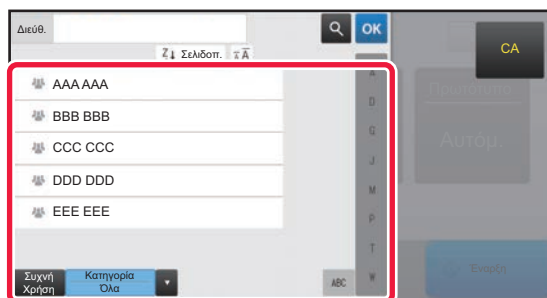 Διεύθ.
OK
CA
Σελιδοπ.
AAA AAA
BBB BBB
CCC CCC
DDD DDD
EEE EEE
A
D
G
J
M
P
T
W
Αυτόμ.
Έναρξη
Συχνή
Χρήση
Κατηγορία
Όλα
ABC